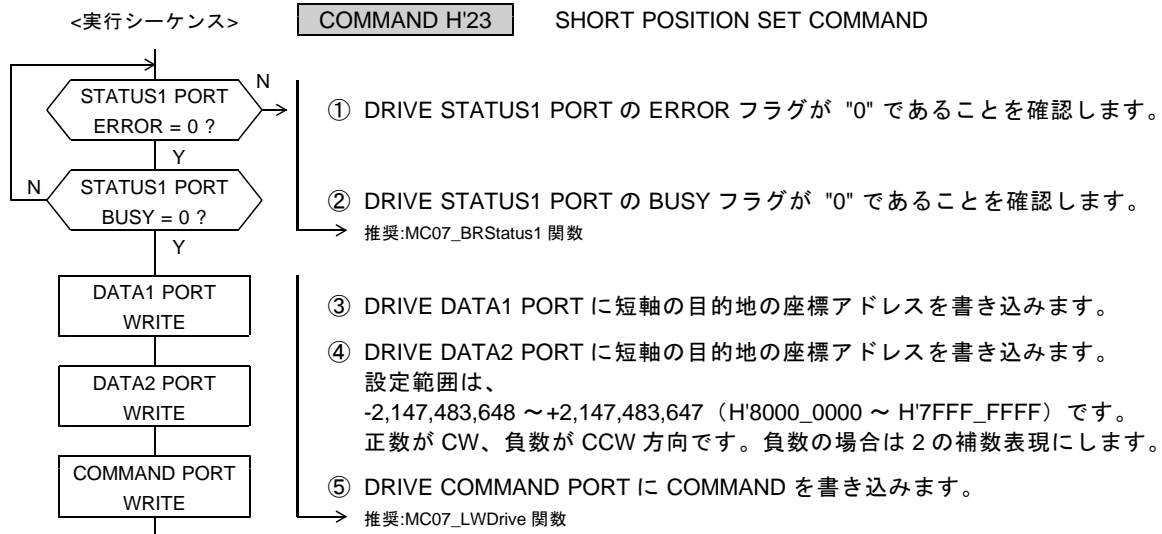 <実行シーケンス>
COMMAND H'23
SHORT POSITION SET COMMAND
N
STATUS1 PORT
ERROR = 0 ?
① DRIVE STATUS1 PORT の ERROR フラグが "0" であることを確認します。
Y
N
STATUS1 PORT
BUSY = 0 ?
② DRIVE STATUS1 PORT の BUSY フラグが "0" であることを確認します。
推奨:MC07_BRStatus1 関数
Y
DATA1 PORT
WRITE
③ DRIVE DATA1 PORT に短軸の目的地の座標アドレスを書き込みます。
DATA2 PORT
WRITE
④ DRIVE DATA2 PORT に短軸の目的地の座標アドレスを書き込みます。
設定範囲は、
-2,147,483,648 ～+2,147,483,647（H'8000_0000 ～ H'7FFF_FFFF）です。
正数が CW、負数が CCW 方向です。負数の場合は 2 の補数表現にします。
COMMAND PORT
WRITE
⑤ DRIVE COMMAND PORT に COMMAND を書き込みます。
推奨:MC07_LWDrive 関数